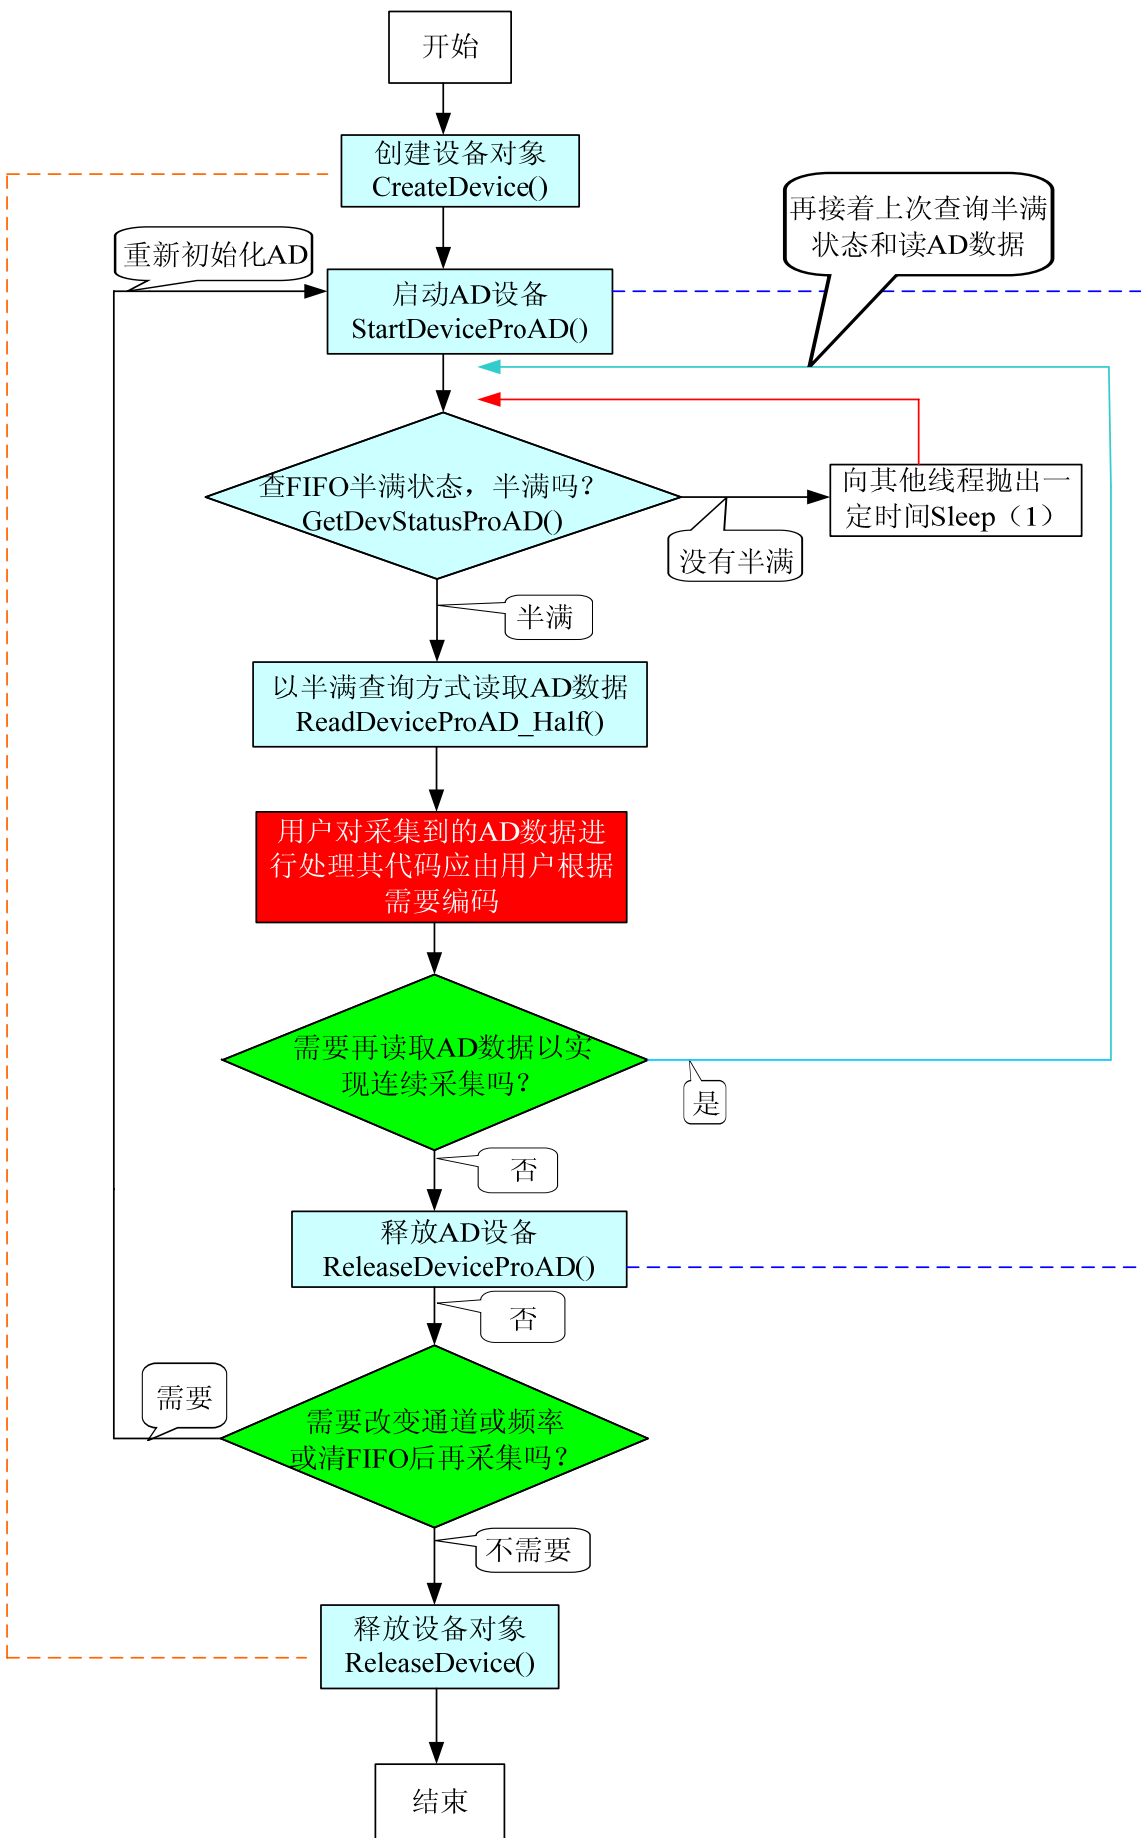 开始
创建设备对象
CreateDevice()
再接着上次查询半满
状态和读AD数据
重新初始化AD
启动AD设备
StartDeviceProAD()
查FIFO半满状态，半满吗？
GetDevStatusProAD()
向其他线程抛出一
定时间Sleep（1）
没有半满
半满
以半满查询方式读取AD数据
ReadDeviceProAD_Half()
用户对采集到的AD数据进
行处理其代码应由用户根据
需要编码
需要再读取AD数据以实
现连续采集吗？
是
否
释放AD设备
ReleaseDeviceProAD()
否
需要
需要改变通道或频率
或清FIFO后再采集吗？
不需要
释放设备对象
ReleaseDevice()
结束